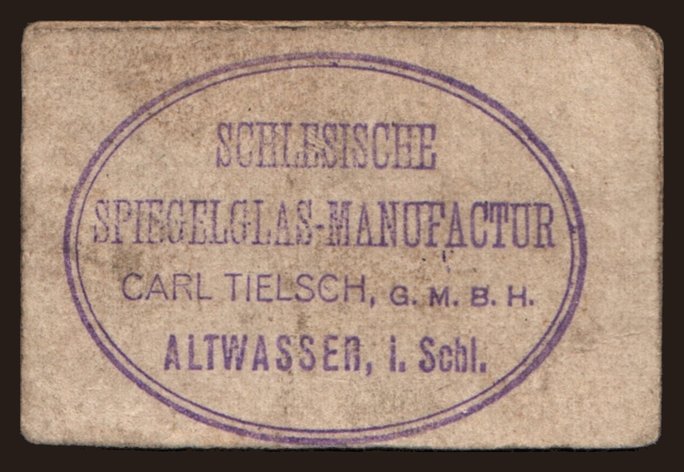 SCHLESISCHE
SPIEGELGLAS-MANUFACTUR
CARL TIELSCH, G. M. B. H.
ALTWASSER, i. Schl.